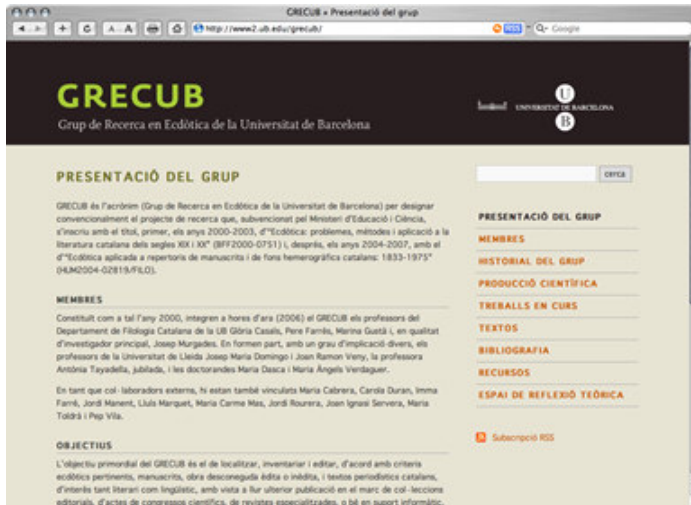 GRECUB » Presentació del grup
A A
http://www2.ub.edu/grecub/
RSS
Google
GRECUB
Grup de Recerca en Ecdòtica de la Universitat de Barcelona
U
UNIVERSITAT DE BARCELONA
B
PRESENTACIÓ DEL GRUP
GRECUB és l'acrònim (Grup de Recerca en Ecdòtica de la Universitat de Barcelona) per designar
convencionalment el projecte de recerca que, subvencionat pel Ministeri d'Educació i Ciència,
s'inscriu amb el títol, primer, els anys 2000-2003, d'"Ecdòtica: problemes, mètodes i aplicació a la
literatura catalana dels segles XIX i XX" (BFF2000-0751) i, després, els anys 2004-2007, amb el
d'"Ecdòtica aplicada a repertoris de manuscrits i de fons hemerogràfics catalans: 1833-1975"
(HUM2004-02819/FILO).
MEMBRES
Constituït com a tal l'any 2000, integren a hores d'ara (2006) el GRECUB els professors del
Departament de Filologia Catalana de la UB Glòria Casals, Pere Farrés, Marina Gustà i, en qualitat
d'investigador principal, Josep Murgades. En formen part, amb un grau d'implicació divers, els
professors de la Universitat de Lleida Josep Maria Domingo i Joan Ramon Veny, la professora
Antònia Tayadella, jubilada, i les doctorandes Maria Dasca i Maria Àngels Verdaguer.
En tant que col·laboradors externs, hi estan també vinculats Maria Cabrera, Carola Duran, Imma
Farré, Jordi Manent, Lluís Marquet, Maria Carme Mas, Jordi Rourera, Joan Ignasi Servera, Maria
Toldrà i Pep Vila.
OBJECTIUS
L'objectiu primordial del GRECUB és el de localitzar, inventariar i editar, d'acord amb criteris
ecdòtics pertinents, manuscrits, obra desconeguda èdita o inèdita, i textos periodístics catalans,
d'interès tant literari com lingüístic, amb vista a llur ulterior publicació en el marc de col·leccions
editorials, d'actes de congressos científics, de revistes especialitzades, o bé en suport informàtic.
cerca
PRESENTACIÓ DEL GRUP
MEMBRES
HISTORIAL DEL GRUP
PRODUCCIÓ CIENTÍFICA
TREBALLS EN CURS
TEXTOS
BIBLIOGRAFIA
RECURSOS
ESPAI DE REFLEXIÓ TEÒRICA
Subscripció RSS